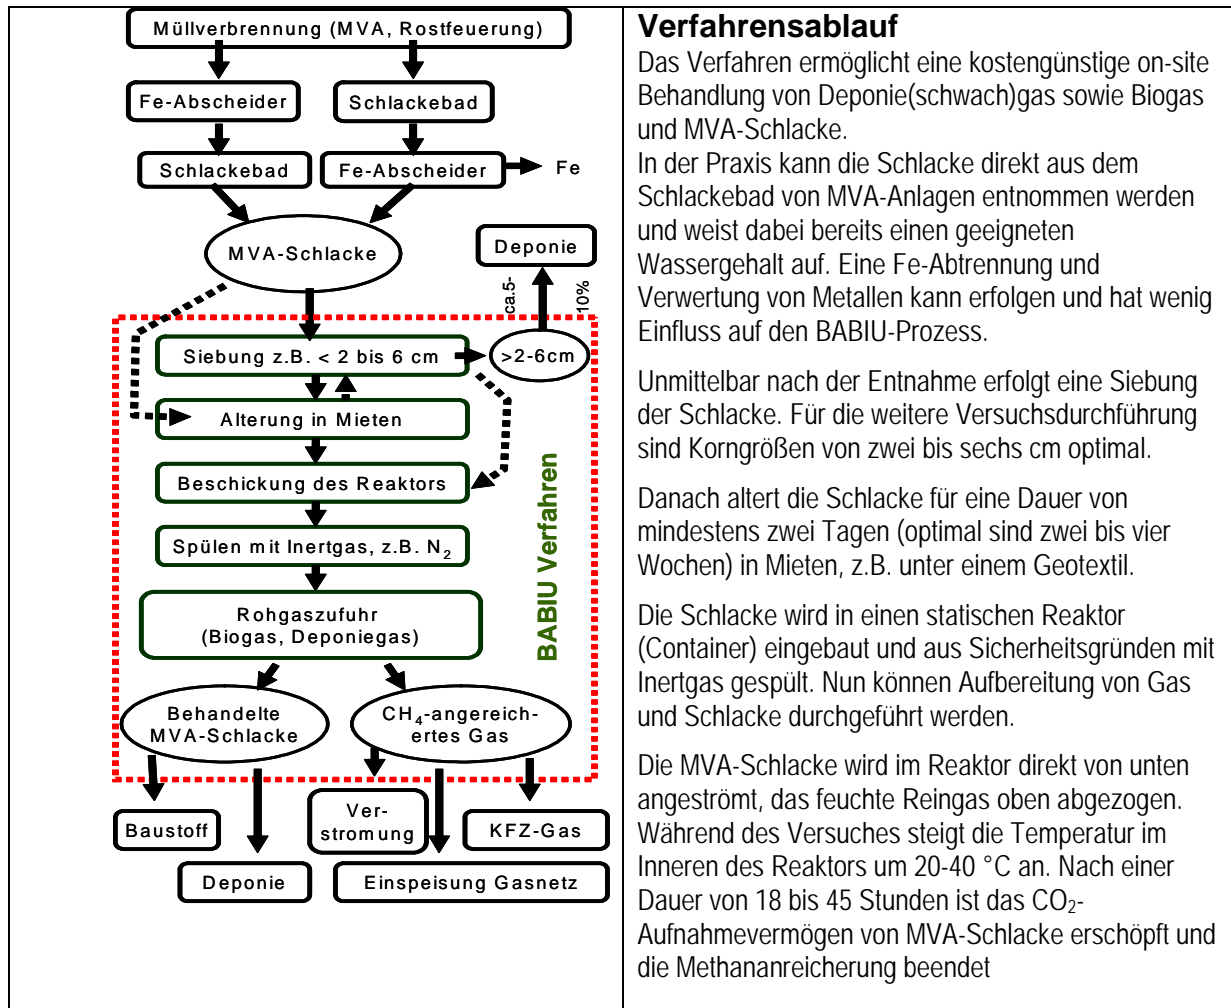 Müllverbrennung (MVA, Rostfeuerung)
Fe-Abscheider
Schlackebad
Schlackebad
Fe-Abscheider
Fe
MVA-Schlacke
Deponie
ca.5-
10%
Siebung z.B. < 2 bis 6 cm
>2-6cm
Alterung in Mieten
Beschickung des Reaktors
Spülen mit Inertgas, z.B. N₂
Rohgaszufuhr
(Biogas, Deponiegas)
BABIU Verfahren
Behandelte
MVA-Schlacke
CH₄-angereich-
ertes Gas
Baustoff
Ver-
stromung
KFZ-Gas
Deponie
Einspeisung Gasnetz
Verfahrensablauf
Das Verfahren ermöglicht eine kostengünstige on-site
Behandlung von Deponie(schwach)gas sowie Biogas
und MVA-Schlacke.
In der Praxis kann die Schlacke direkt aus dem
Schlackebad von MVA-Anlagen entnommen werden
und weist dabei bereits einen geeigneten
Wassergehalt auf. Eine Fe-Abtrennung und
Verwertung von Metallen kann erfolgen und hat wenig
Einfluss auf den BABIU-Prozess.
Unmittelbar nach der Entnahme erfolgt eine Siebung
der Schlacke. Für die weitere Versuchsdurchführung
sind Korngrößen von zwei bis sechs cm optimal.
Danach altert die Schlacke für eine Dauer von
mindestens zwei Tagen (optimal sind zwei bis vier
Wochen) in Mieten, z.B. unter einem Geotextil.
Die Schlacke wird in einen statischen Reaktor
(Container) eingebaut und aus Sicherheitsgründen mit
Inertgas gespült. Nun können Aufbereitung von Gas
und Schlacke durchgeführt werden.
Die MVA-Schlacke wird im Reaktor direkt von unten
angeströmt, das feuchte Reingas oben abgezogen.
Während des Versuches steigt die Temperatur im
Inneren des Reaktors um 20-40 °C an. Nach einer
Dauer von 18 bis 45 Stunden ist das CO₂-
Aufnahmevermögen von MVA-Schlacke erschöpft und
die Methananreicherung beendet